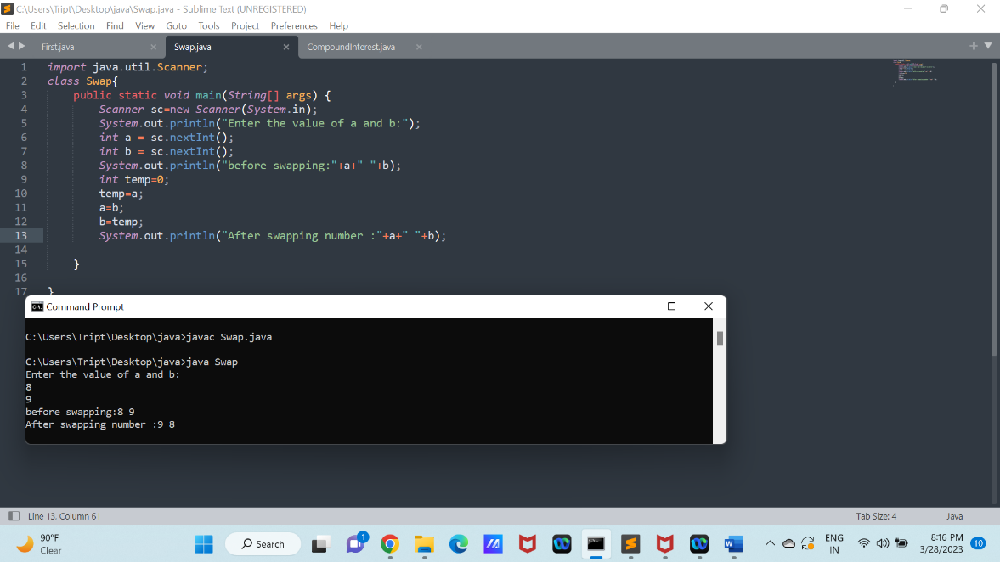 C:\Users\Tript\Desktop\java\Swap.java - Sublime Text (UNREGISTERED)
File Edit Selection Find View Goto Tools Project Preferences Help
First.java Swap.java CompoundInterest.java
1 import java.util.Scanner;
2 class Swap{
3 public static void main(String[] args) {
4 Scanner sc=new Scanner(System.in);
5 System.out.println("Enter the value of a and b:");
6 int a = sc.nextInt();
7 int b = sc.nextInt();
8 System.out.println("before swapping:"+a+" "+b);
9 int temp=0;
10 temp=a;
11 a=b;
12 b=temp;
13 System.out.println("After swapping number :"+a+" "+b);
14
15 }
16
17 }
Command Prompt
C:\Users\Tript\Desktop\java>javac Swap.java
C:\Users\Tript\Desktop\java>java Swap
Enter the value of a and b:
8
9
before swapping:8 9
After swapping number :9 8
Line 13, Column 61 Tab Size: 4 Java
90°F
Clear
Search
1
ENG
IN
8:16 PM
3/28/2023
10